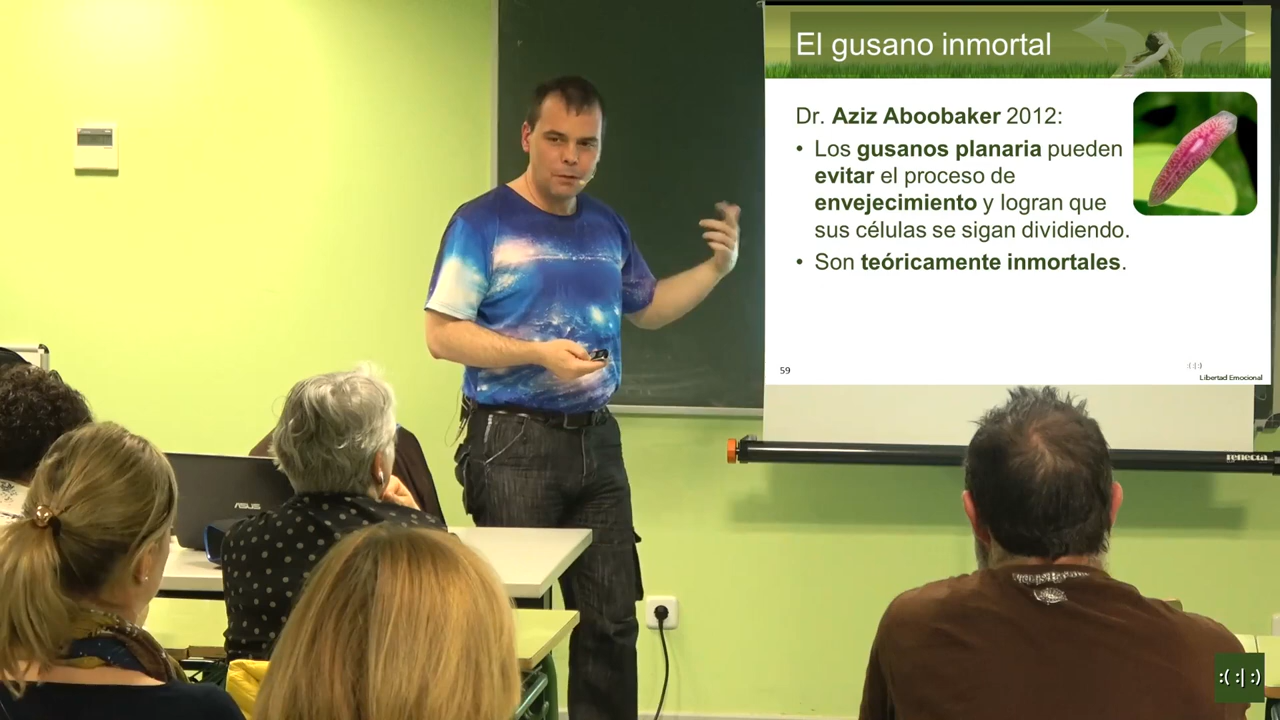 El gusano inmortal
Dr. Aziz Aboobaker 2012:
• Los gusanos planaria pueden
evitar el proceso de
envejecimiento y logran que
sus células se sigan dividiendo.
• Son teóricamente inmortales.
59
:(:|:)
Libertad Emocional
ASUS
reflecta
:( :| :)